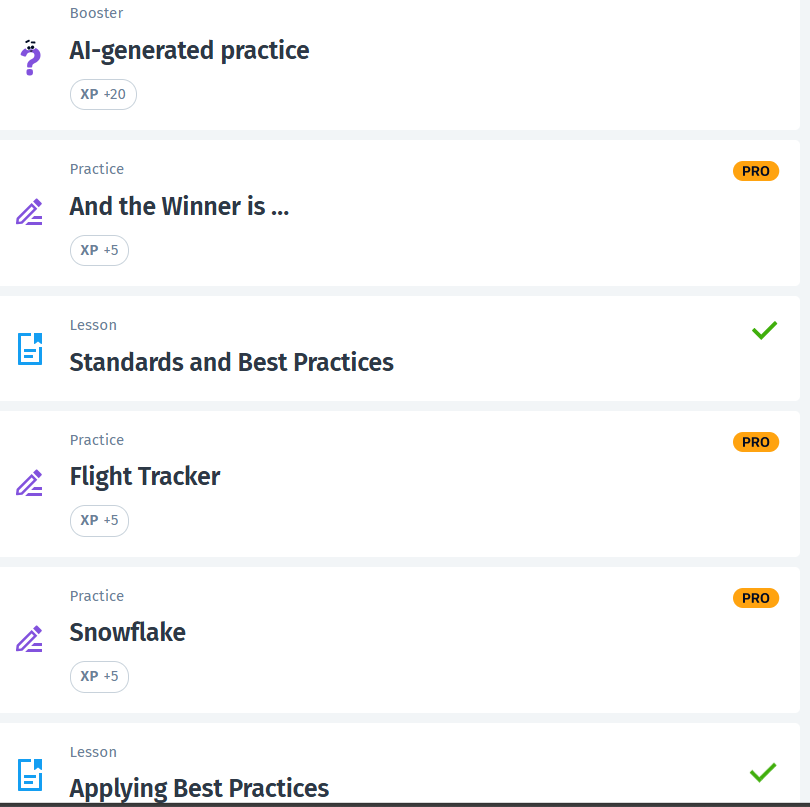 Booster
AI-generated practice
XP +20
Practice
PRO
And the Winner is ...
XP +5
Lesson
Standards and Best Practices
Practice
PRO
Flight Tracker
XP +5
Practice
PRO
Snowflake
XP +5
Lesson
Applying Best Practices